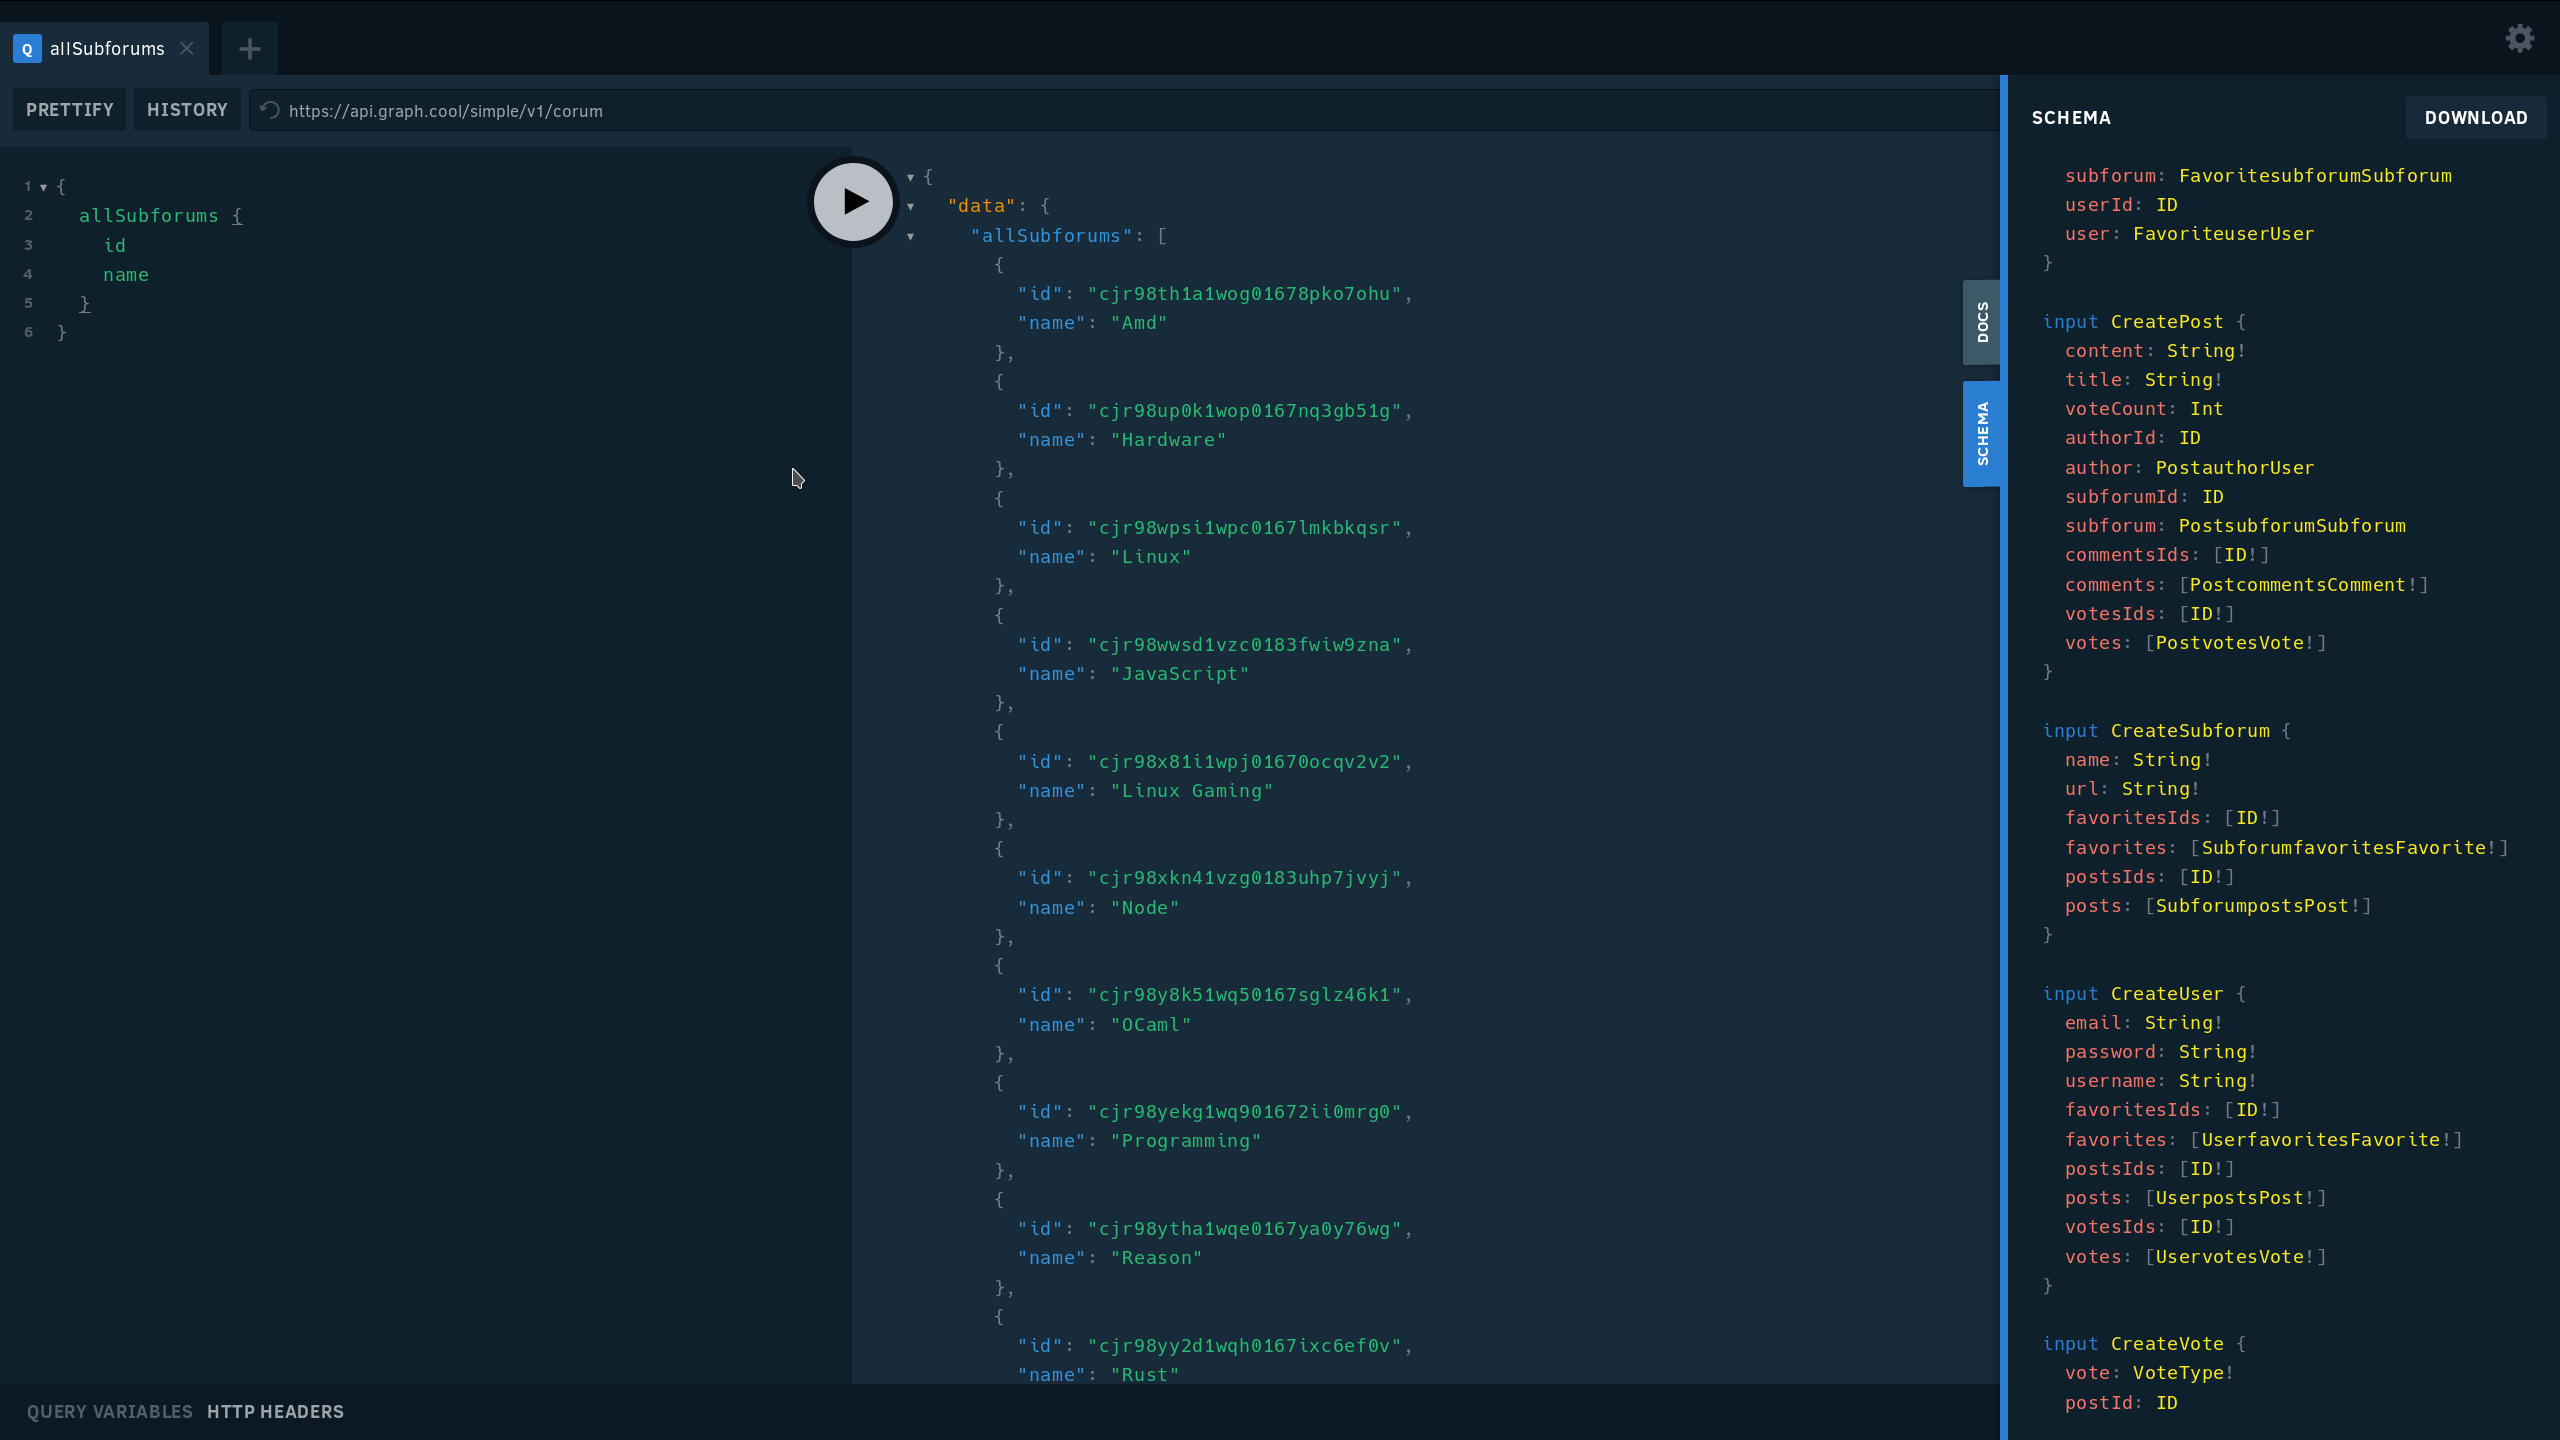 Q allSubforums
PRETTIFY HISTORY https://api.graph.cool/simple/v1/corum
1 {
2 allSubforums {
3 id
4 name
5 }
6 }
{
"data": {
"allSubforums": [
{
"id": "cjr98th1a1wog01678pko7ohu",
"name": "Amd"
},
{
"id": "cjr98up0k1wop0167nq3gb51g",
"name": "Hardware"
},
{
"id": "cjr98wpsi1wpc0167lmkbkqsr",
"name": "Linux"
},
{
"id": "cjr98wwsd1vzc0183fwiw9zna",
"name": "JavaScript"
},
{
"id": "cjr98x81i1wpj01670ocqv2v2",
"name": "Linux Gaming"
},
{
"id": "cjr98xkn41vzg0183uhp7jvyj",
"name": "Node"
},
{
"id": "cjr98y8k51wq50167sglz46k1",
"name": "OCaml"
},
{
"id": "cjr98yekg1wq901672ii0mrg0",
"name": "Programming"
},
{
"id": "cjr98ytha1wqe0167ya0y76wg",
"name": "Reason"
},
{
"id": "cjr98yy2d1wqh0167ixc6ef0v",
"name": "Rust"
DOCS
SCHEMA
SCHEMA DOWNLOAD
subforum: FavoritesubforumSubforum
userId: ID
user: FavoriteuserUser
}
input CreatePost {
content: String!
title: String!
voteCount: Int
authorId: ID
author: PostauthorUser
subforumId: ID
subforum: PostsubforumSubforum
commentsIds: [ID!]
comments: [PostcommentsComment!]
votesIds: [ID!]
votes: [PostvotesVote!]
}
input CreateSubforum {
name: String!
url: String!
favoritesIds: [ID!]
favorites: [SubforumfavoritesFavorite!]
postsIds: [ID!]
posts: [SubforumpostsPost!]
}
input CreateUser {
email: String!
password: String!
username: String!
favoritesIds: [ID!]
favorites: [UserfavoritesFavorite!]
postsIds: [ID!]
posts: [UserpostsPost!]
votesIds: [ID!]
votes: [UservotesVote!]
}
input CreateVote {
vote: VoteType!
postId: ID
QUERY VARIABLES HTTP HEADERS